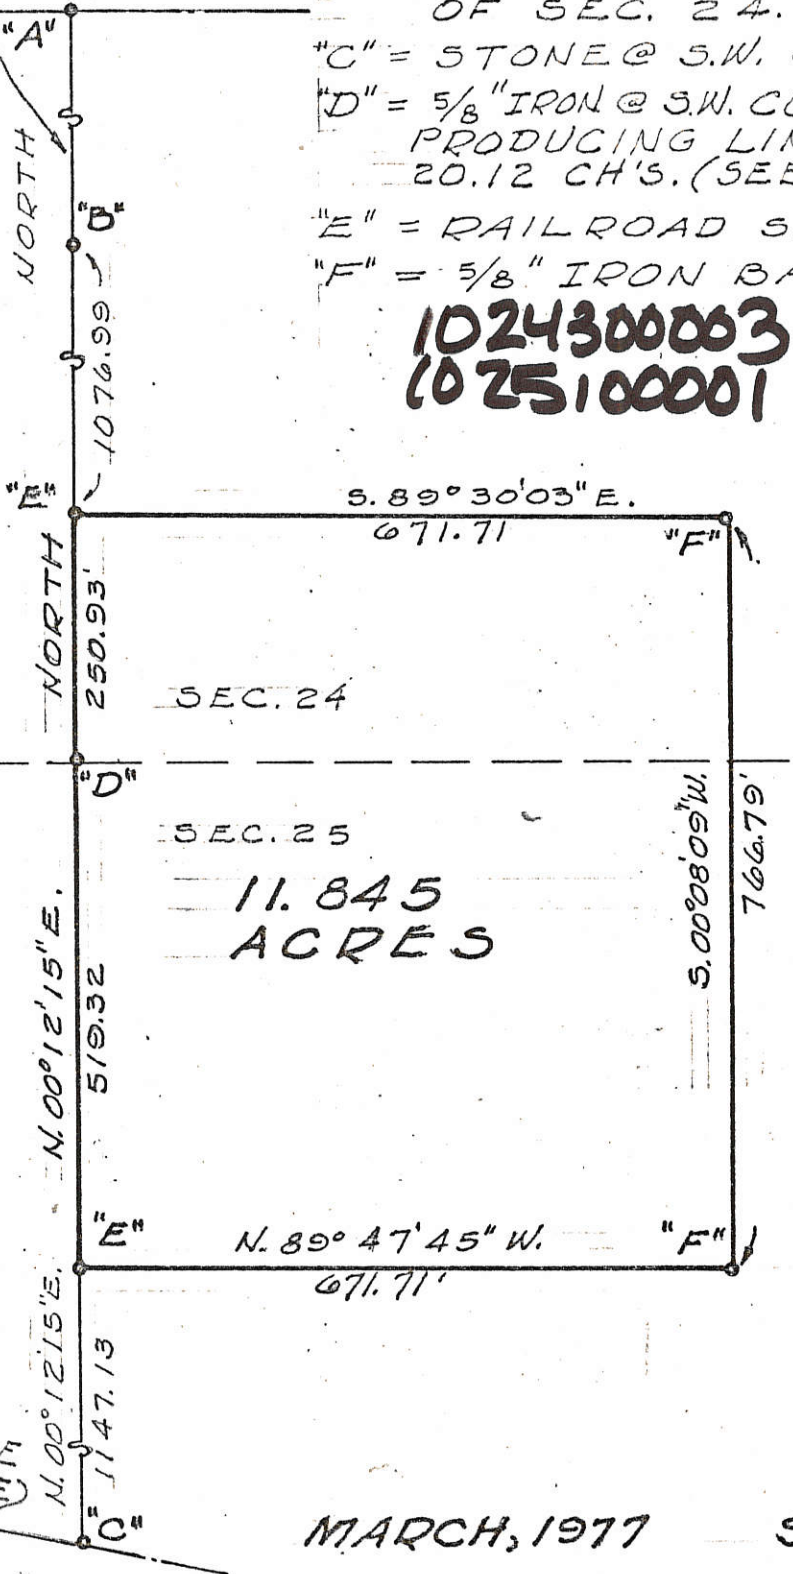 "A"
OF SEC. 24.
"C" = STONE @ S.W.
"D" = 5/8" IRON @ S.W.
PRODUCING
20.12 CH'S.
"E" = RAILROAD
"F" = 5/8" IRON
1024300003
1025100001
NORTH
"B"
1076.99
"E"
S. 89° 30' 03" E.
671.71
"F"
NORTH
250.93'
SEC. 24
"D"
SEC. 25
11.845
ACRES
S. 00° 08' 09" W.
766.79'
N. 00° 12' 15" E.
519.32
"E"
N. 89° 47' 45" W.
"F"
671.71'
N. 00° 12' 15" E.
1147.13
"C"
MARCH, 1977